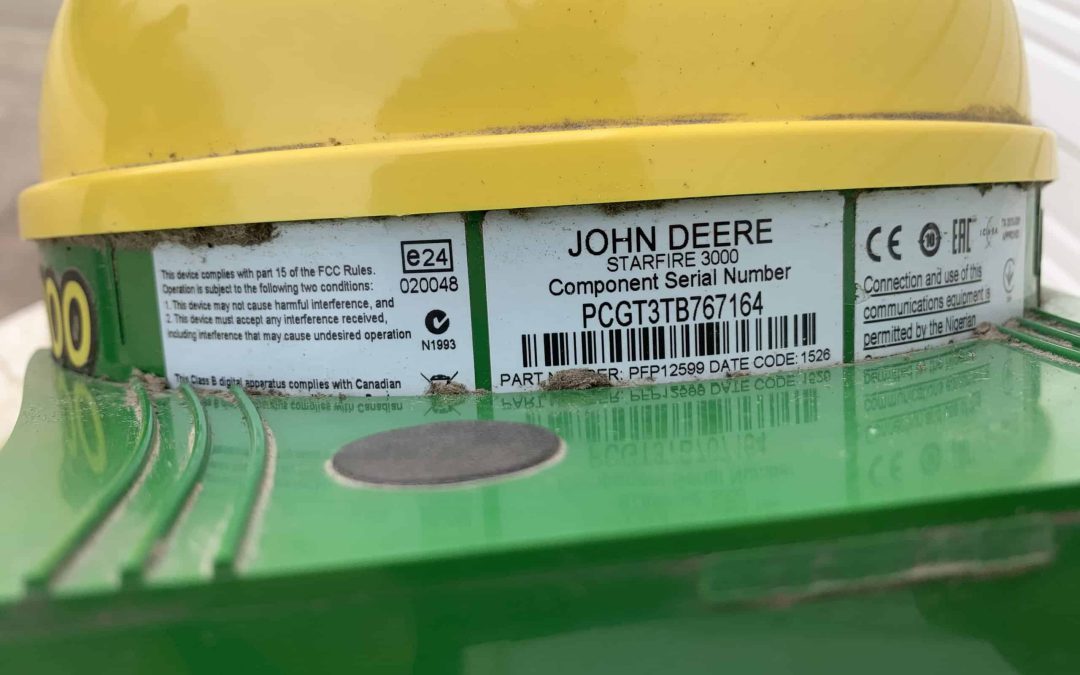 00
This device complies with part 15 of the FCC Rules.
Operation is subject to the following two conditions:
1. This device may not cause harmful interference, and
2. This device must accept any interference received,
including interference that may cause undesired operation
This Class B digital apparatus complies with Canadian
e24
020048
N1993
JOHN DEERE
STARFIRE 3000
Component Serial Number
PCGT3TB767164
PART NUMBER: PFP12599 DATE CODE: 1526
CE
10
EAC
ICASA
APPROVED
Connection and use of this
communications equipment is
permitted by the Nigerian